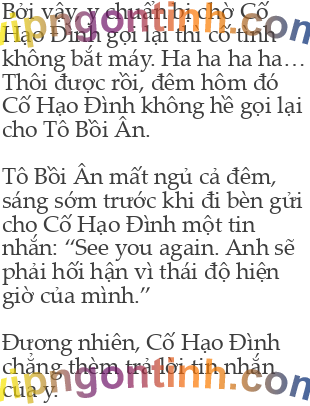 Bởi vậy, y chuẩn bị chờ Cố
Hạo Đình gọi lại thì cố tình
không bắt máy. Ha ha ha ha…
Thôi được rồi, đêm hôm đó
Cố Hạo Đình không hề gọi lại
cho Tô Bồi Ân.
Tô Bồi Ân mất ngủ cả đêm,
sáng sớm trước khi đi bèn gửi
cho Cố Hạo Đình một tin
nhắn: “See you again. Anh sẽ
phải hối hận vì thái độ hiện
giờ của mình.”
Đương nhiên, Cố Hạo Đình
chẳng thèm trả lời tin nhắn
của y.
vipngontinh.com
vipngontinh.com